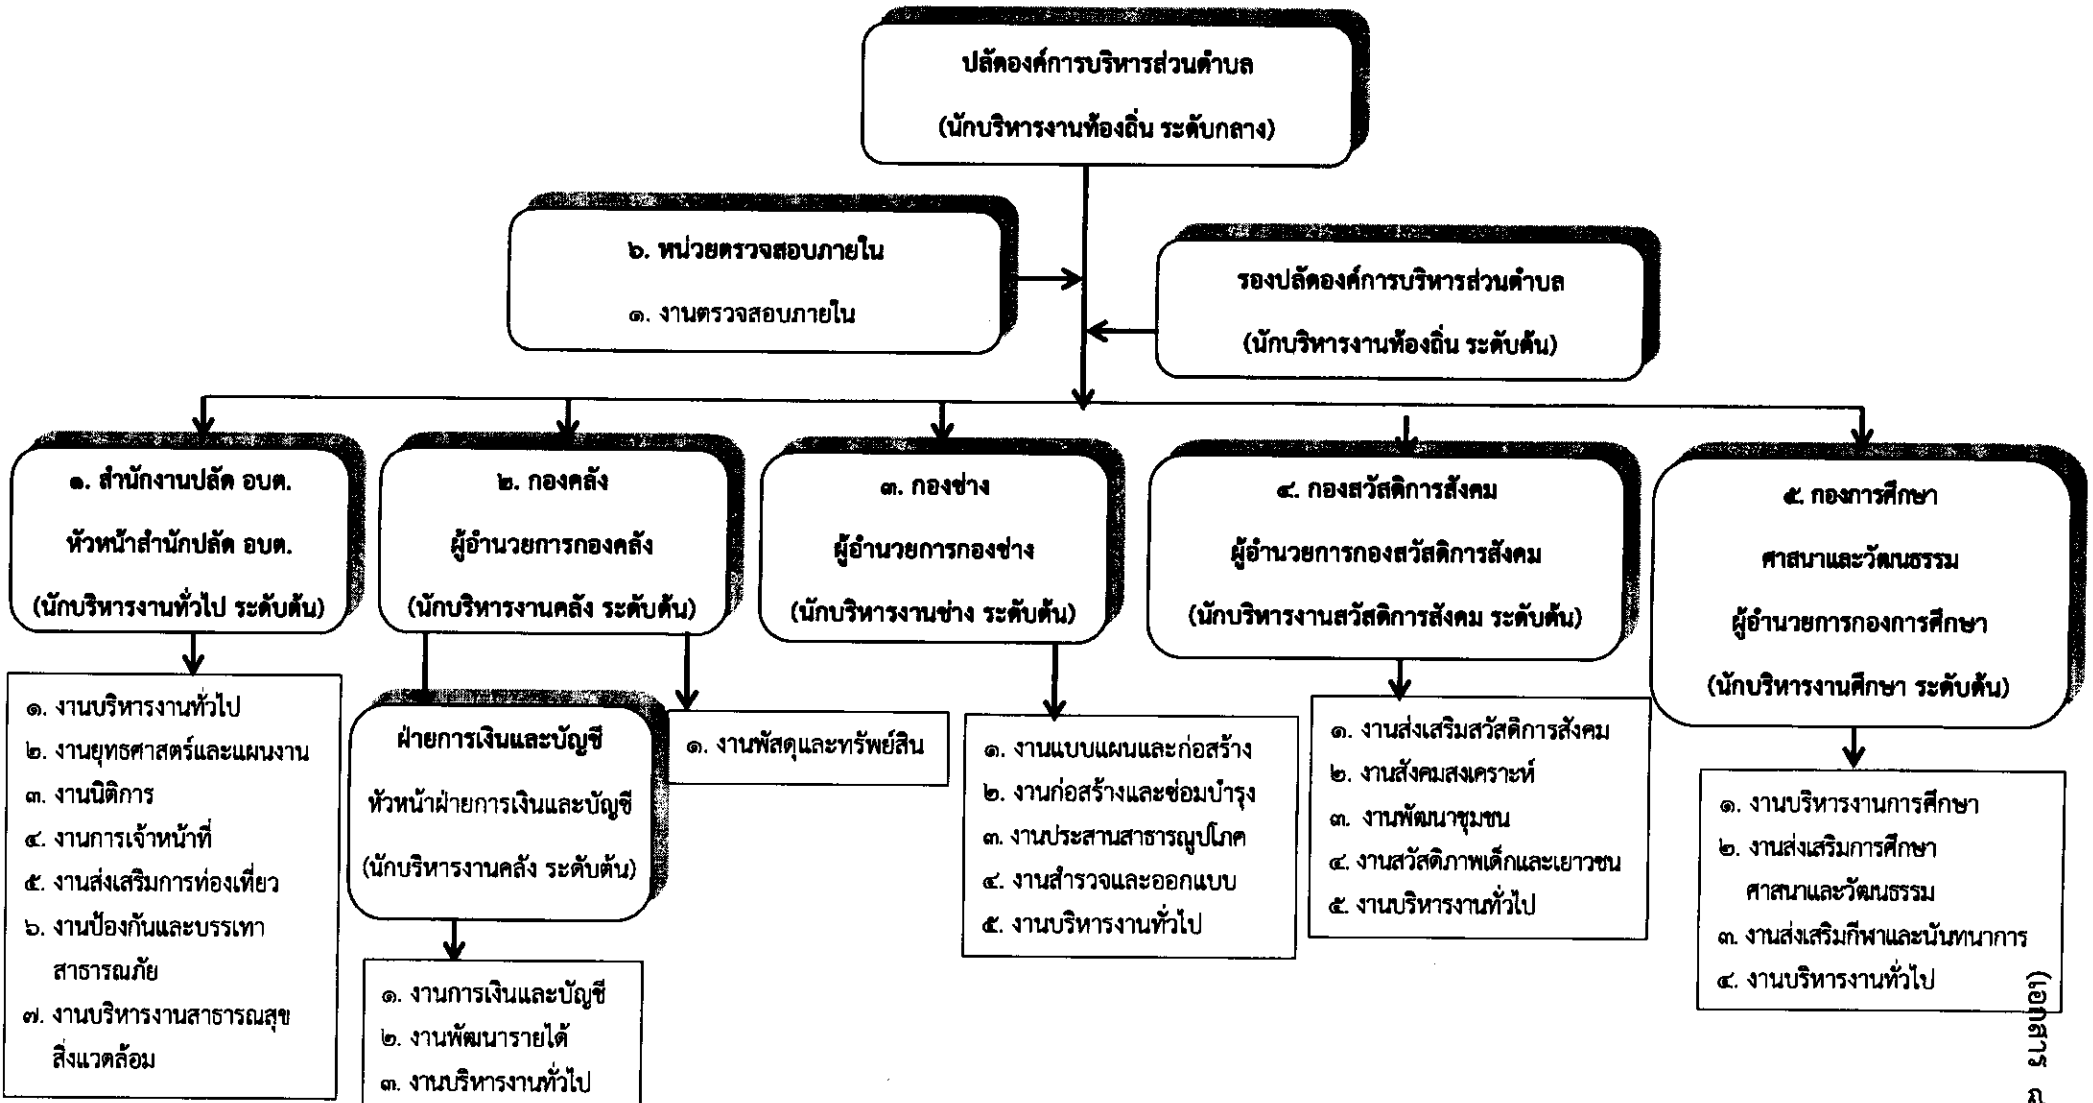 ปลัดองค์การบริหารส่วนตำบล
(นักบริหารงานท้องถิ่น ระดับกลาง)
๖. หน่วยตรวจสอบภายใน
๑. งานตรวจสอบภายใน
รองปลัดองค์การบริหารส่วนตำบล
(นักบริหารงานท้องถิ่น ระดับต้น)
๑. สำนักงานปลัด อบต.
หัวหน้าสำนักปลัด อบต.
(นักบริหารงานทั่วไป ระดับต้น)
๒. กองคลัง
ผู้อำนวยการกองคลัง
(นักบริหารงานคลัง ระดับต้น)
๓. กองช่าง
ผู้อำนวยการกองช่าง
(นักบริหารงานช่าง ระดับต้น)
๔. กองสวัสดิการสังคม
ผู้อำนวยการกองสวัสดิการสังคม
(นักบริหารงานสวัสดิการสังคม ระดับต้น)
๕. กองการศึกษา
ศาสนาและวัฒนธรรม
ผู้อำนวยการกองการศึกษา
(นักบริหารงานศึกษา ระดับต้น)
๑. งานบริหารงานทั่วไป
๒. งานยุทธศาสตร์และแผนงาน
๓. งานนิติการ
๔. งานการเจ้าหน้าที่
๕. งานส่งเสริมการท่องเที่ยว
๖. งานป้องกันและบรรเทา
สาธารณภัย
๗. งานบริหารงานสาธารณสุข
สิ่งแวดล้อม
ฝ่ายการเงินและบัญชี
หัวหน้าฝ่ายการเงินและบัญชี
(นักบริหารงานคลัง ระดับต้น)
๑. งานการเงินและบัญชี
๒. งานพัฒนารายได้
๓. งานบริหารงานทั่วไป
๑. งานพัสดุและทรัพย์สิน
๑. งานแบบแผนและก่อสร้าง
๒. งานก่อสร้างและซ่อมบำรุง
๓. งานประสานสาธารณูปโภค
๔. งานสำรวจและออกแบบ
๕. งานบริหารงานทั่วไป
๑. งานส่งเสริมสวัสดิการสังคม
๒. งานสังคมสงเคราะห์
๓. งานพัฒนาชุมชน
๔. งานสวัสดิภาพเด็กและเยาวชน
๕. งานบริหารงานทั่วไป
๑. งานบริหารงานการศึกษา
๒. งานส่งเสริมการศึกษา
ศาสนาและวัฒนธรรม
๓. งานส่งเสริมกีฬาและนันทนาการ
๔. งานบริหารงานทั่วไป
(เอกสาร